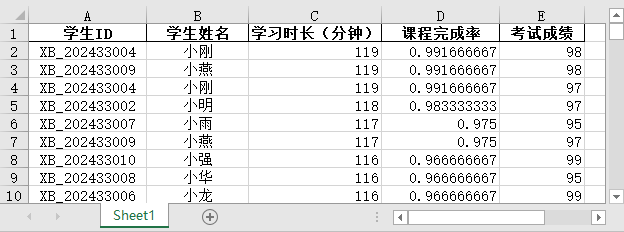 A B C D E
1 学生ID 学生姓名 学习时长（分钟） 课程完成率 考试成绩
2 XB_202433004 小刚 119 0.991666667 98
3 XB_202433009 小燕 119 0.991666667 98
4 XB_202433004 小刚 119 0.991666667 97
5 XB_202433002 小明 118 0.983333333 97
6 XB_202433007 小雨 117 0.975 95
7 XB_202433009 小燕 117 0.975 97
8 XB_202433010 小强 116 0.966666667 99
9 XB_202433008 小华 116 0.966666667 95
10 XB_202433006 小龙 116 0.966666667 99
Sheet1